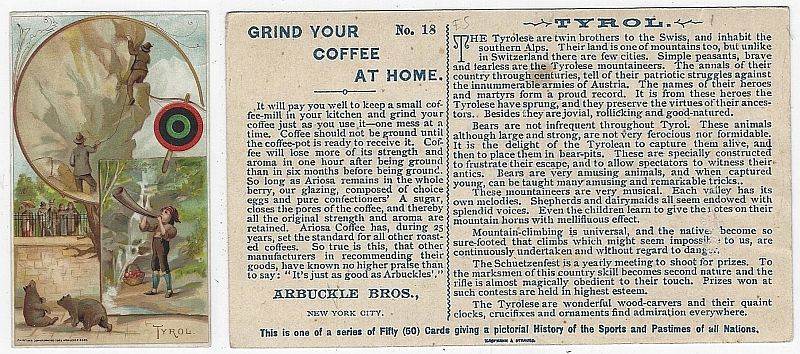 TYROL
GRIND YOUR
COFFEE
AT HOME.
No. 18
It will pay you well to keep a small cof-
fee-mill in your kitchen and grind your
coffee just as you use it—one mess at a
time. Coffee should not be ground until
the coffee-pot is ready to receive it. Cof-
fee will lose more of its strength and
aroma in one hour after being ground
than in six months before being ground.
So long as Ariosa remains in the whole
berry, our glazing, composed of choice
eggs and pure confectioners' A sugar,
closes the pores of the coffee, and thereby
all the original strength and aroma are
retained. Ariosa Coffee has, during 25
years, set the standard for all other roast-
ed coffees. So true is this, that other
manufacturers in recommending their
goods, have known no higher praise than
to say: "It's just as good as Arbuckles'."
ARBUCKLE BROS.,
NEW YORK CITY.
TYROL.
THE Tyrolese are twin brothers to the Swiss, and inhabit the
southern Alps. Their land is one of mountains too, but unlike
in Switzerland there are few cities. Simple peasants, brave
and fearless are the Tyrolese mountaineers. The annals of their
country through centuries, tell of their patriotic struggles against
the innumerable armies of Austria. The names of their heroes
and martyrs form a proud record. It is from these heroes the
Tyrolese have sprung, and they preserve the virtues of their ances-
tors. Besides they are jovial, rollicking and good-natured.
Bears are not infrequent throughout Tyrol. These animals
although large and strong, are not very ferocious nor formidable.
It is the delight of the Tyrolean to capture them alive, and
then to place them in bear-pits. These are specially constructed
to frustrate their escape, and to allow spectators to witness their
antics. Bears are very amusing animals, and when captured
young, can be taught many amusing and remarkable tricks.
These mountaineers are very musical. Each valley has its
own melodies. Shepherds and dairymaids all seem endowed with
splendid voices. Even the children learn to give the notes on their
mountain horns with mellifluous effect.
Mountain-climbing is universal, and the natives become so
sure-footed that climbs which might seem impossible to us, are
continuously undertaken and without regard to danger.
The Schuetzenfest is a yearly meeting to shoot for prizes. To
the marksmen of this country skill becomes second nature and the
rifle is almost magically obedient to their touch. Prizes won at
such contests are held in highest esteem.
The Tyrolese are wonderful wood-carvers and their quaint
clocks, crucifixes and ornaments find admiration everywhere.
This is one of a series of Fifty (50) Cards giving a pictorial History of the Sports and Pastimes of all Nations.
KAUFMANN & STRAUSS.